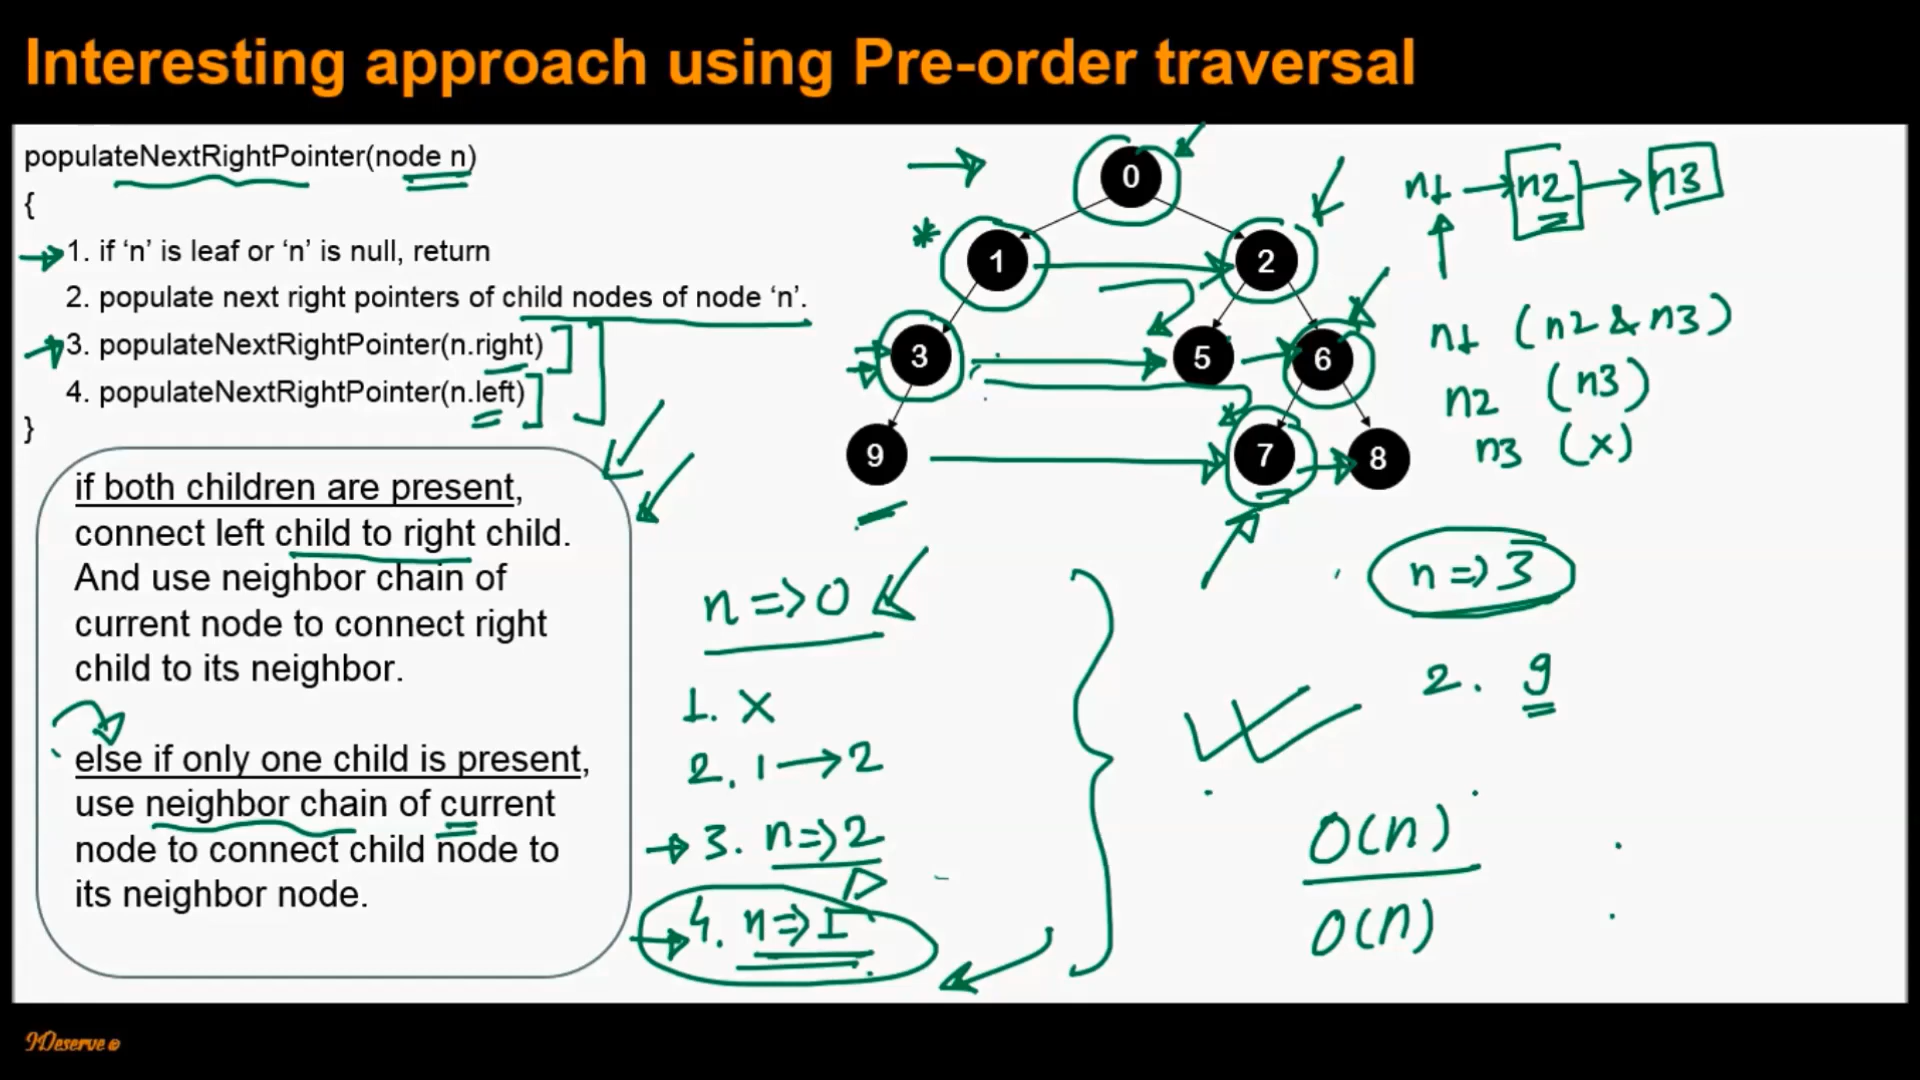 Interesting approach using Pre-order traversal
populateNextRightPointer(node n)
{
1. if ‘n’ is leaf or ‘n’ is null, return
2. populate next right pointers of child nodes of node ‘n’.
3. populateNextRightPointer(n.right)
4. populateNextRightPointer(n.left)
}
if both children are present,
connect left child to right child.
And use neighbor chain of
current node to connect right
child to its neighbor.
else if only one child is present,
use neighbor chain of current
node to connect child node to
its neighbor node.
0
1 2
3 5 6
9 7 8
n1 → n2 → n3
n1 (n2 & n3)
n2 (n3)
n3 (x)
n => 0
1. X
2. 1 → 2
3. n => 2
4. n => 1
n => 3
2. 9
O(n)
O(n)
IDeserve